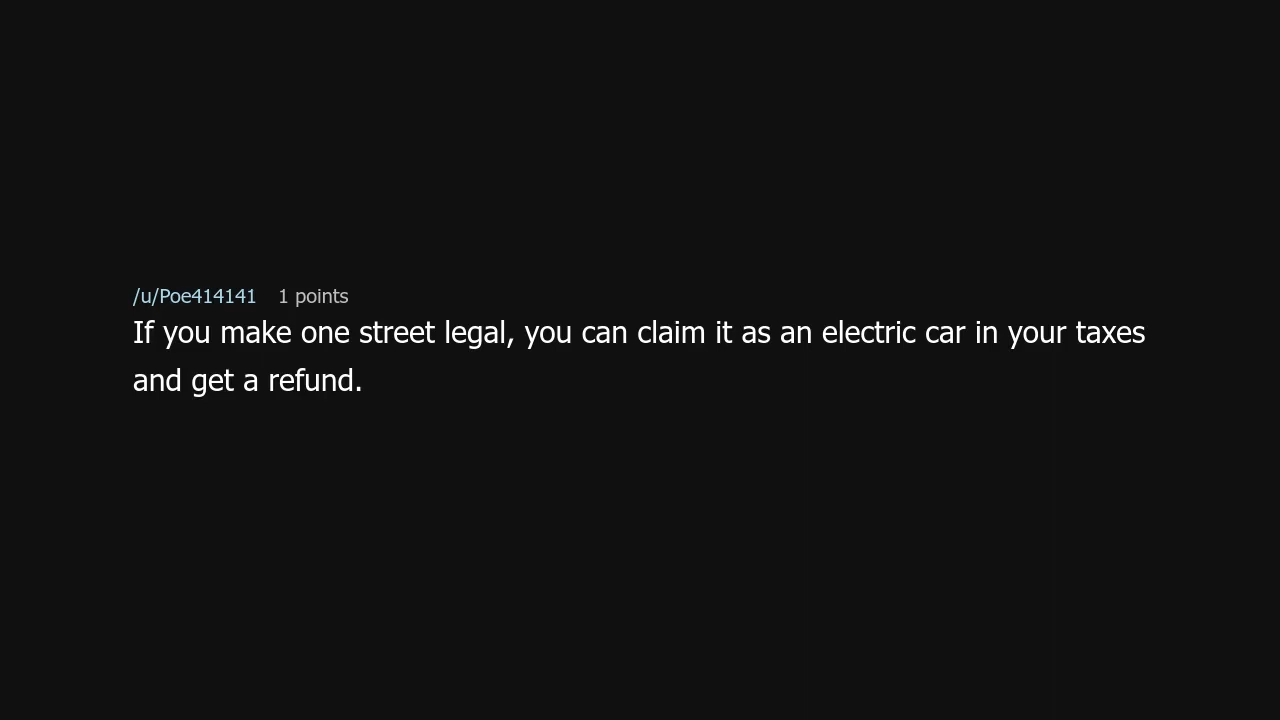 /u/Poe414141 1 points
If you make one street legal, you can claim it as an electric car in your taxes
and get a refund.